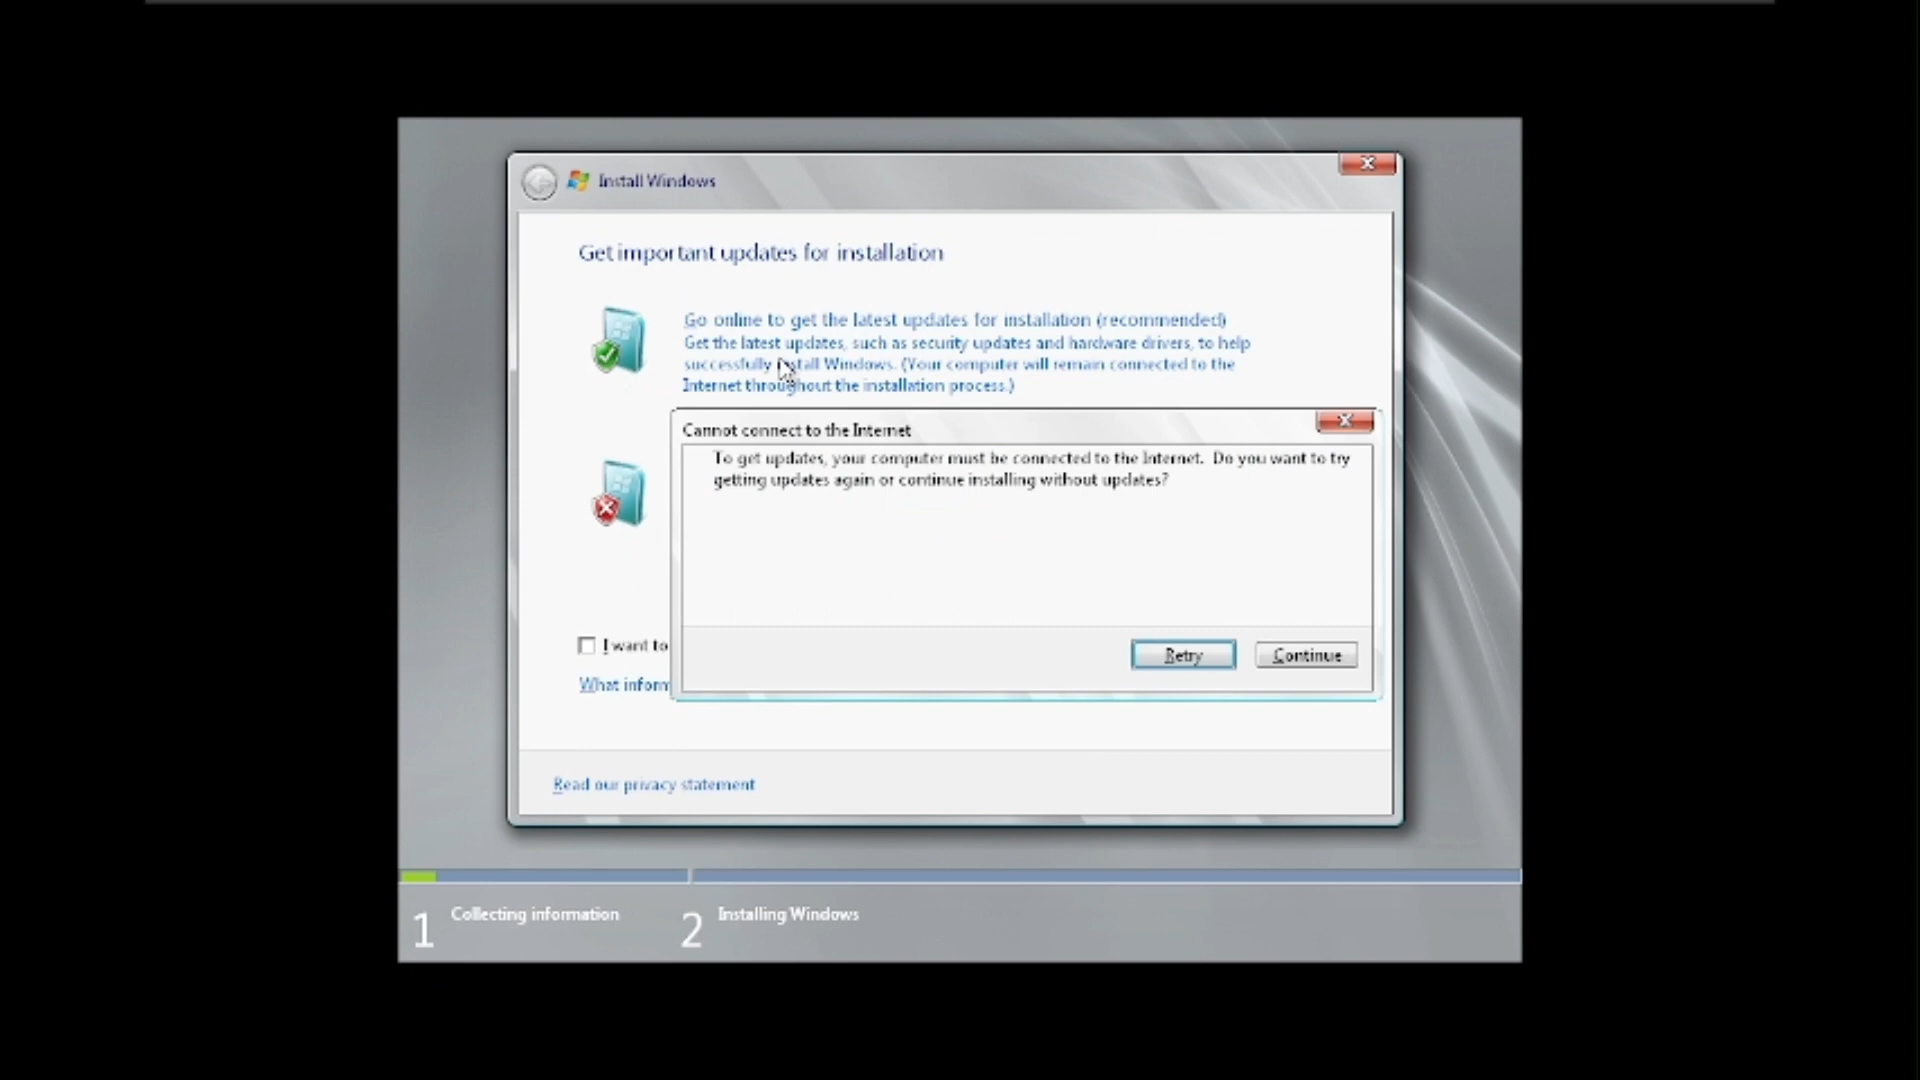 Install Windows
Get important updates for installation
Go online to get the latest updates for installation (recommended)
Get the latest updates, such as security updates and hardware drivers, to help
successfully install Windows. (Your computer will remain connected to the
Internet throughout the installation process.)
Cannot connect to the Internet
To get updates, your computer must be connected to the Internet. Do you want to try
getting updates again or continue installing without updates?
I want to
Retry
Continue
What inform
Read our privacy statement
1 Collecting information
2 Installing Windows